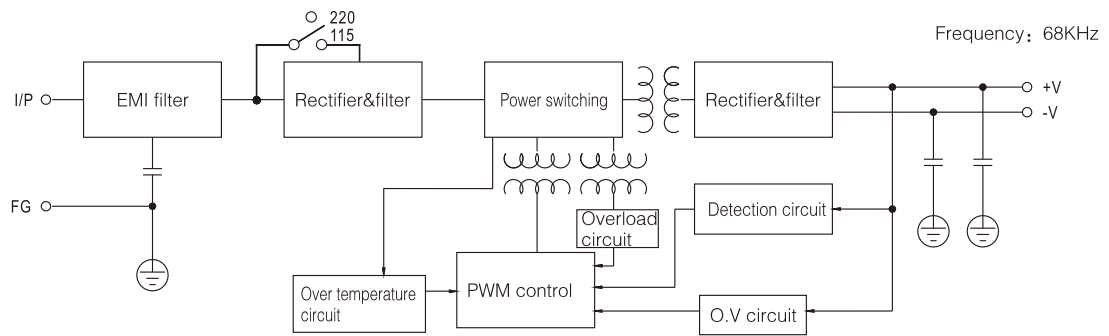 220
115
Frequency: 68KHz
I/P
EMI filter
Rectifier&filter
Power switching
Rectifier&filter
+V
-V
FG
Overload
circuit
Detection circuit
Over temperature
circuit
PWM control
O.V circuit